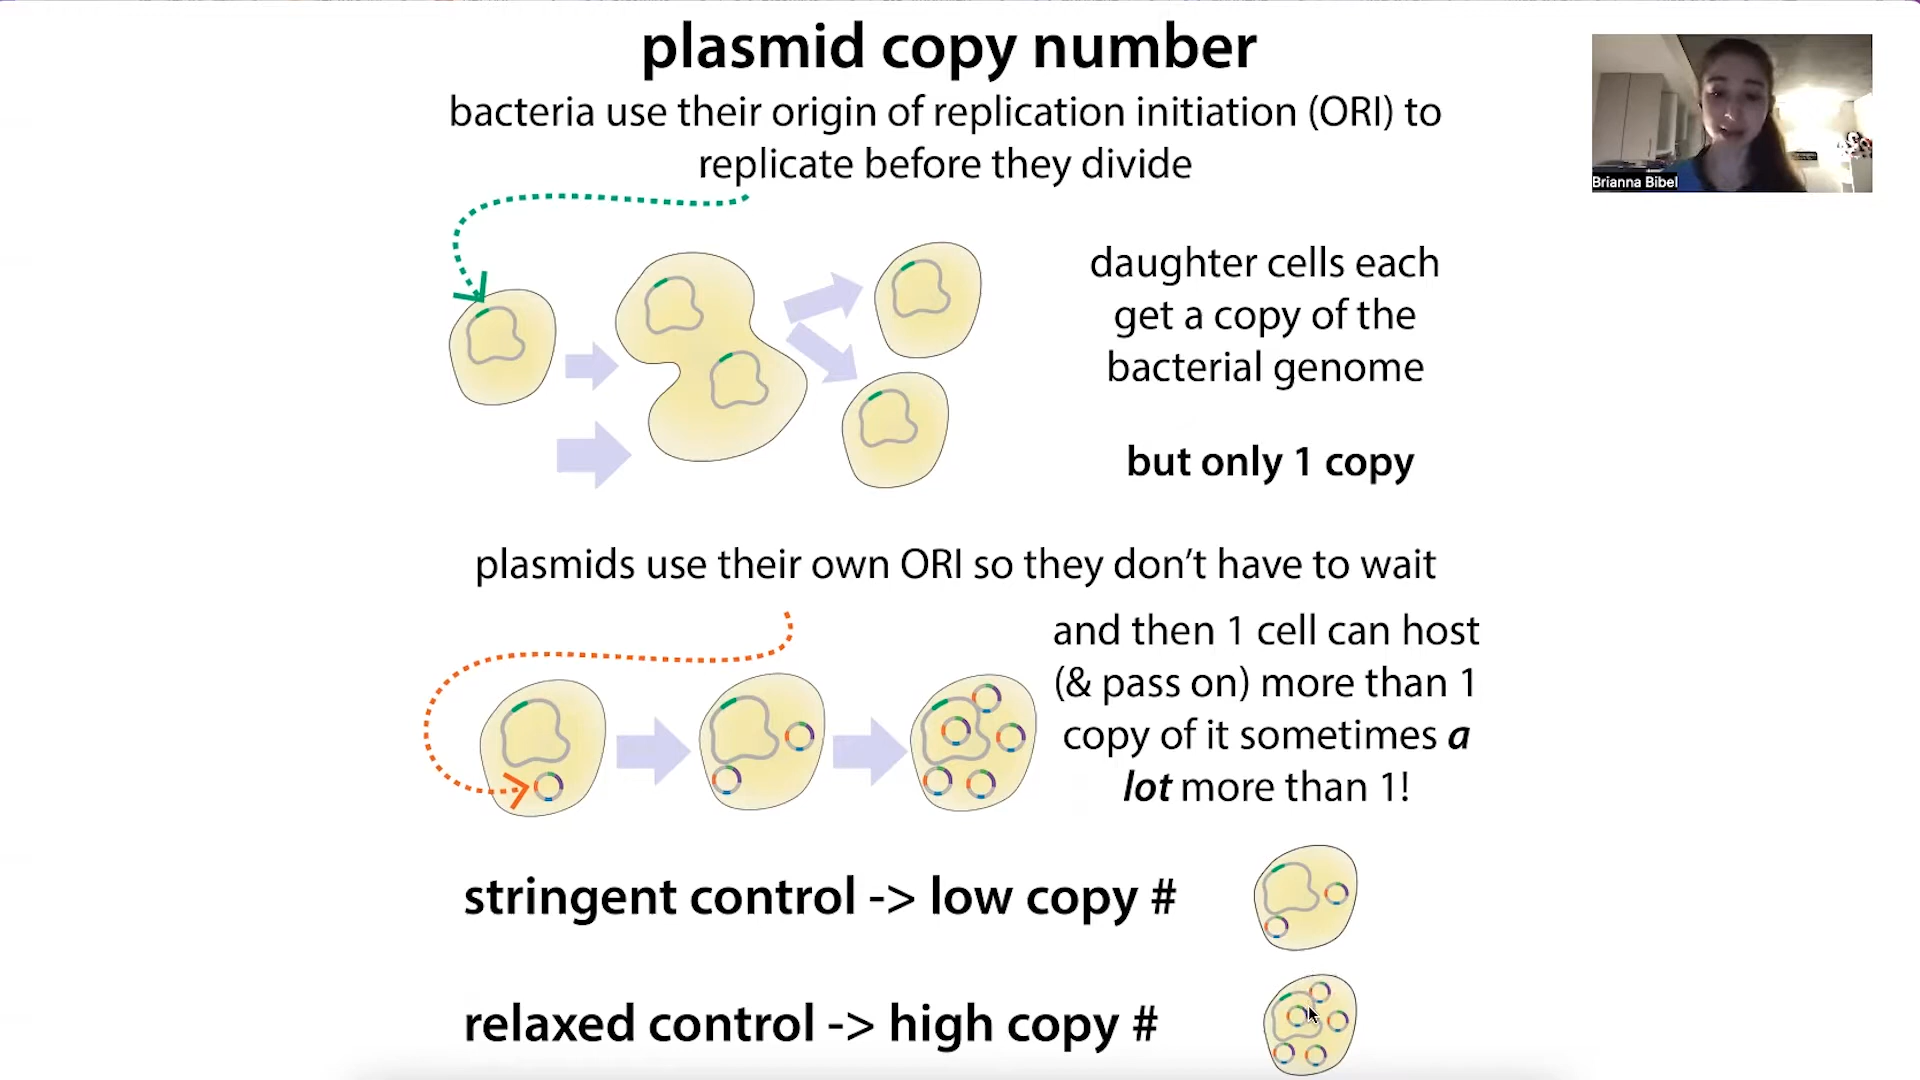 plasmid copy number
bacteria use their origin of replication initiation (ORI) to
replicate before they divide
Brianna Bibel
daughter cells each
get a copy of the
bacterial genome
but only 1 copy
plasmids use their own ORI so they don't have to wait
and then 1 cell can host
(& pass on) more than 1
copy of it sometimes a
lot more than 1!
stringent control -> low copy #
relaxed control -> high copy #